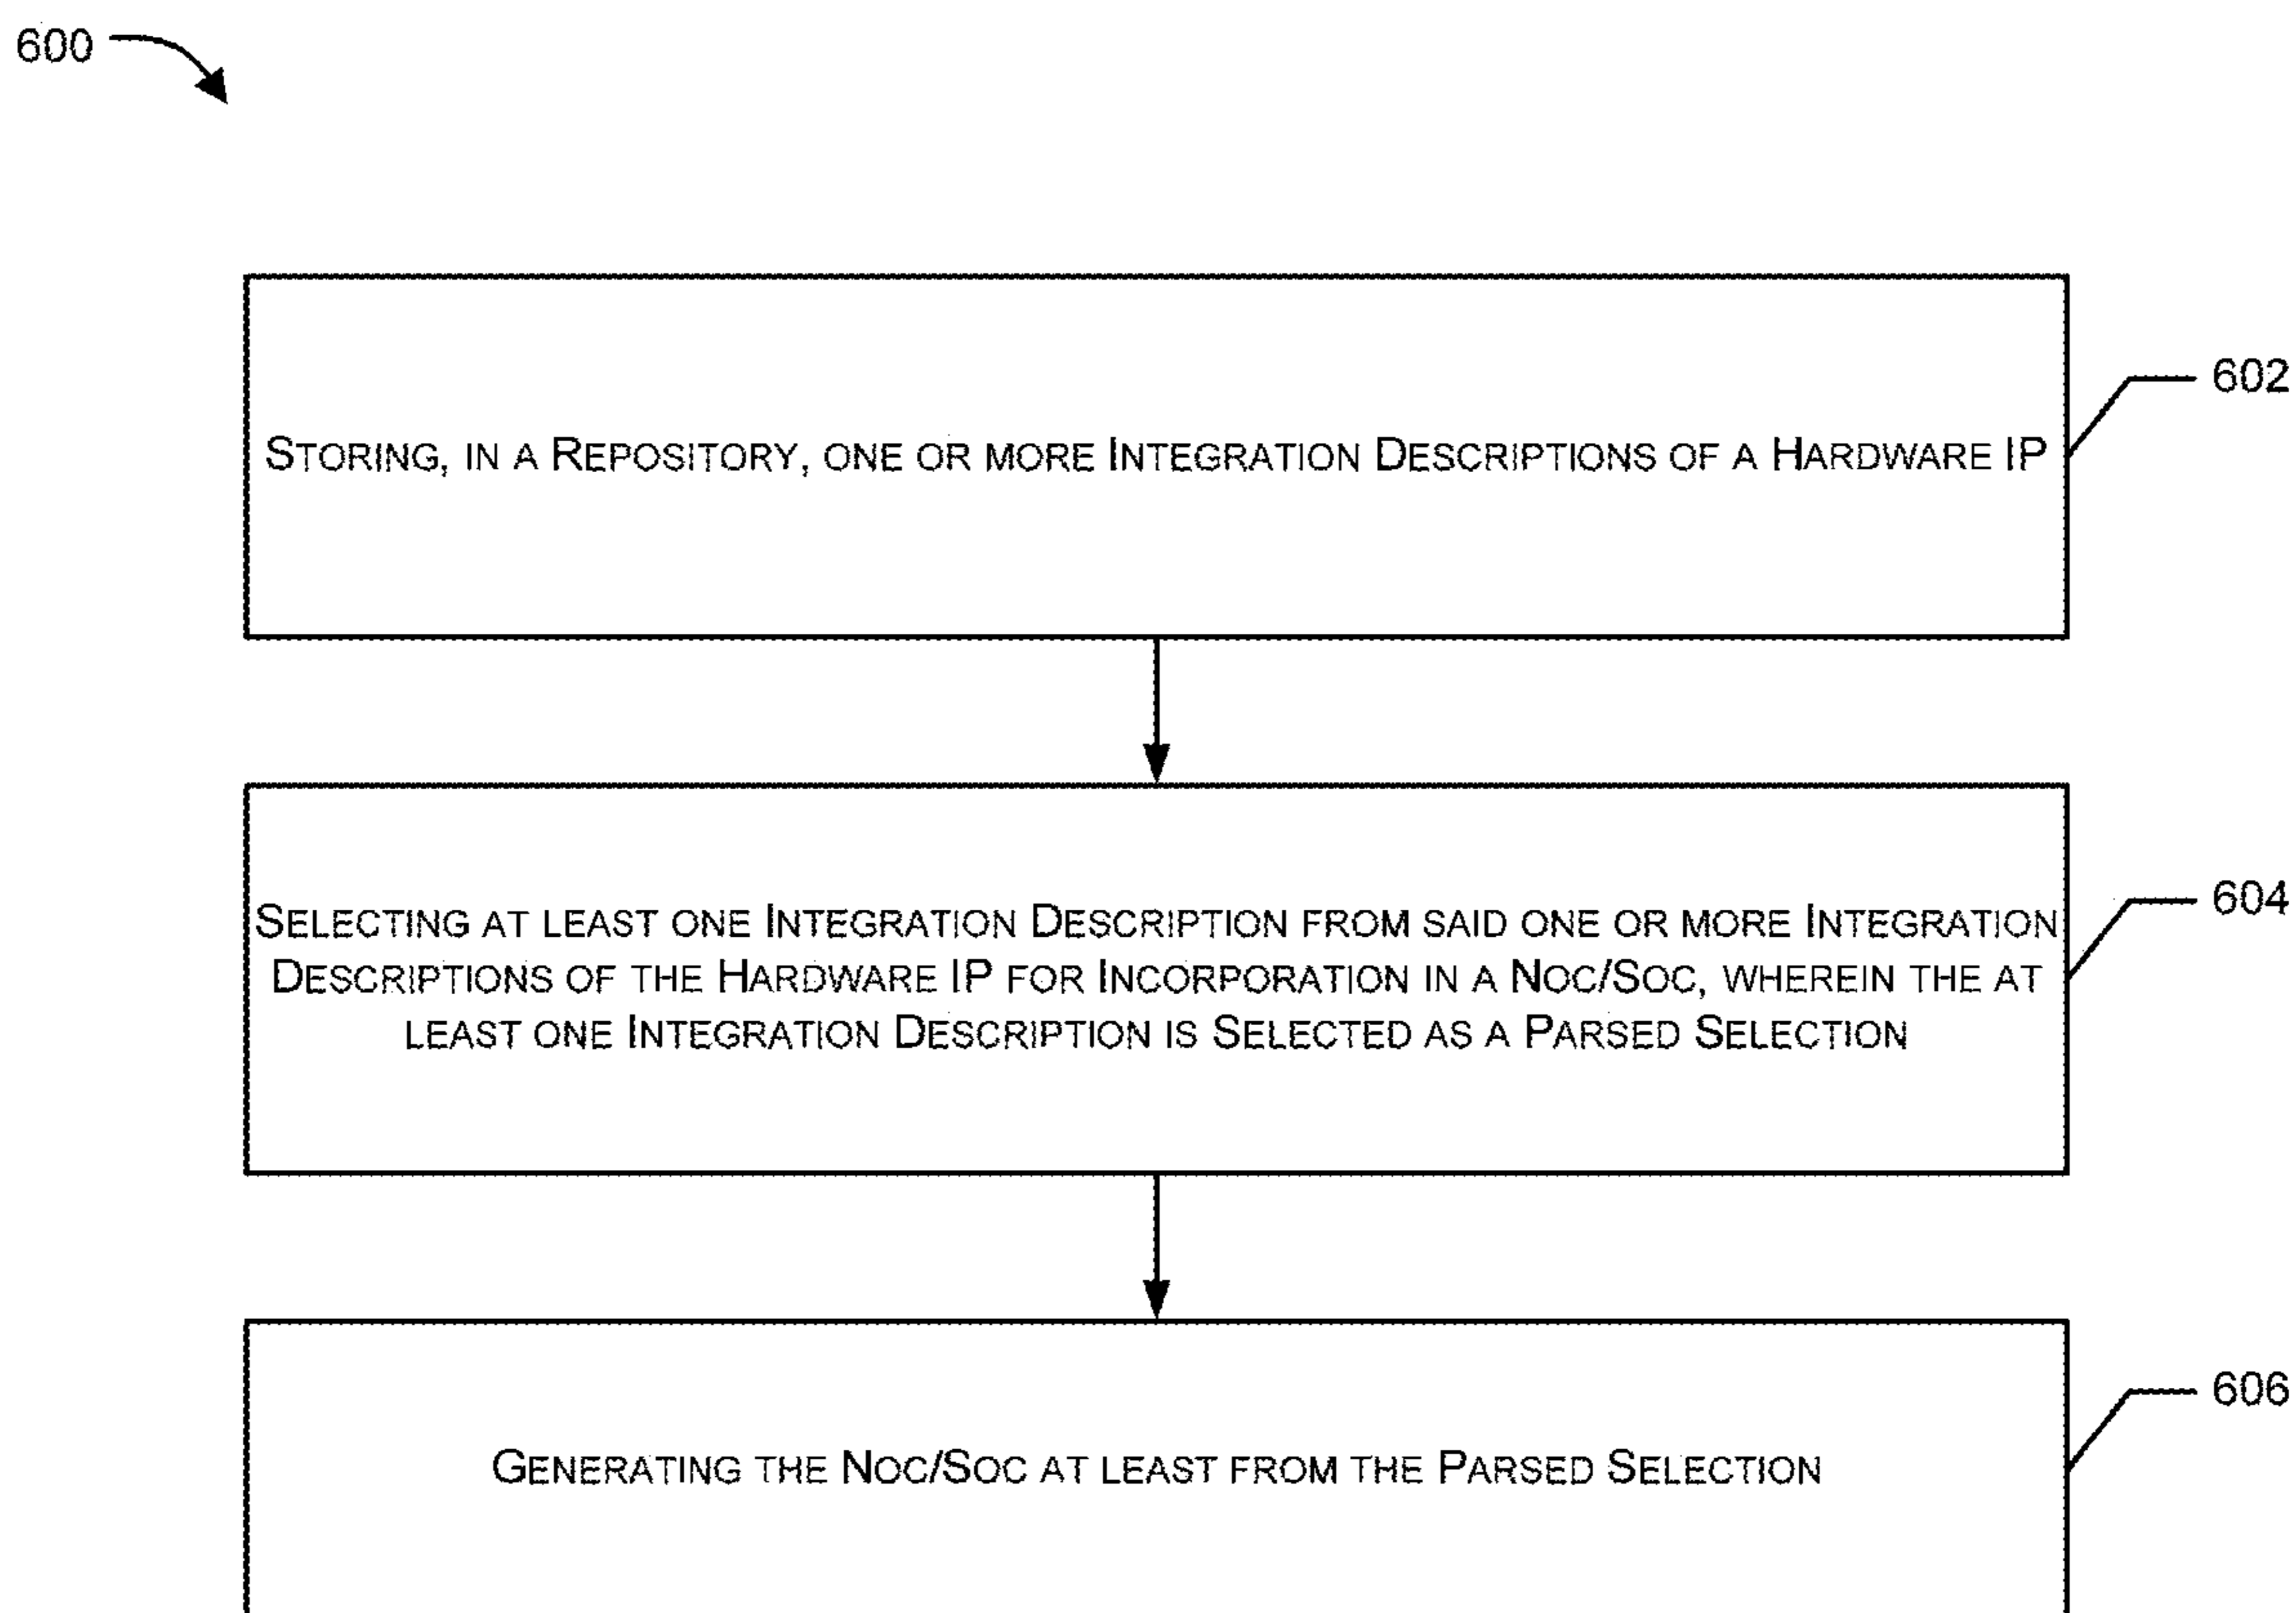 600
602
STORING, IN A REPOSITORY, ONE OR MORE INTEGRATION DESCRIPTIONS OF A HARDWARE IP
604
SELECTING AT LEAST ONE INTEGRATION DESCRIPTION FROM SAID ONE OR MORE INTEGRATION
DESCRIPTIONS OF THE HARDWARE IP FOR INCORPORATION IN A NOC/SOC, WHEREIN THE AT
LEAST ONE INTEGRATION DESCRIPTION IS SELECTED AS A PARSED SELECTION
606
GENERATING THE NOC/SOC AT LEAST FROM THE PARSED SELECTION